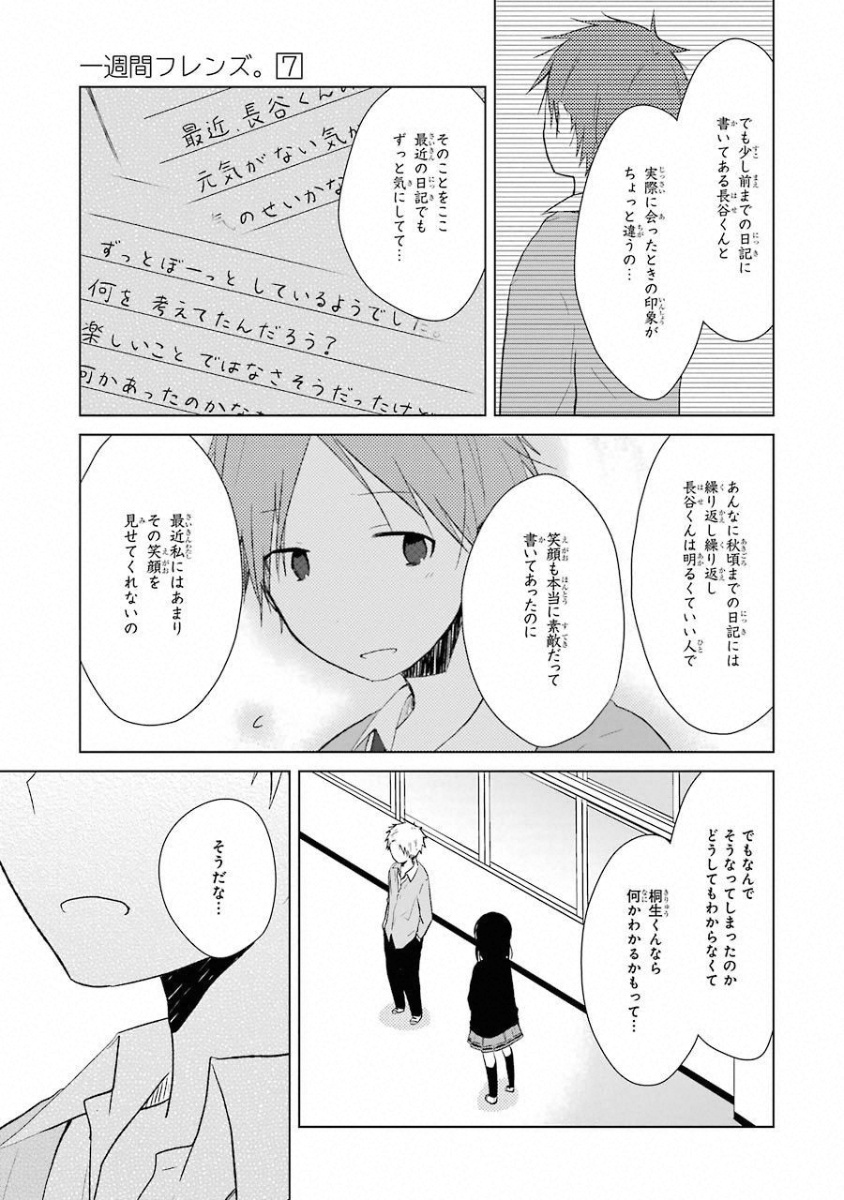 一週間フレンズ。7
でも少し前までの日記に
書いてある長谷くんと
実際に会ったときの印象が
ちょっと違うの…
そのことをここ
最近の日記でも
ずっと気にしてて…
最近、長谷くんの
元気がない気が
のせいかな
ずっとぼーっとしているようでした。
何を考えてたんだろう?
楽しいことではなさそうだったけど
何かあったのかな
あんなに秋頃までの日記には
繰り返し繰り返し
長谷くんは明るくていい人で
笑顔も本当に素敵だって
書いてあったのに
最近私にはあまり
その笑顔を
見せてくれないの
でもなんで
そうなってしまったのか
どうしてもわからなくて
桐生くんなら
何かわかるかもって…
そうだな…